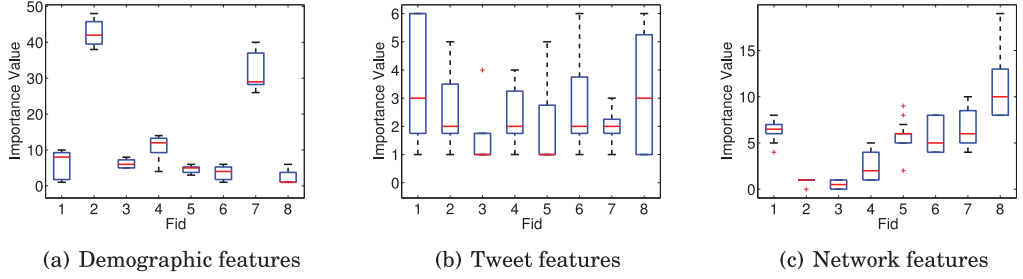 Importance Value
50
40
30
20
10
0
1 2 3 4 5 6 7 8
Fid
(a) Demographic features
Importance Value
6
5
4
3
2
1
0
1 2 3 4 5 6 7 8
Fid
(b) Tweet features
Importance Value
15
10
5
0
1 2 3 4 5 6 7 8
Fid
(c) Network features